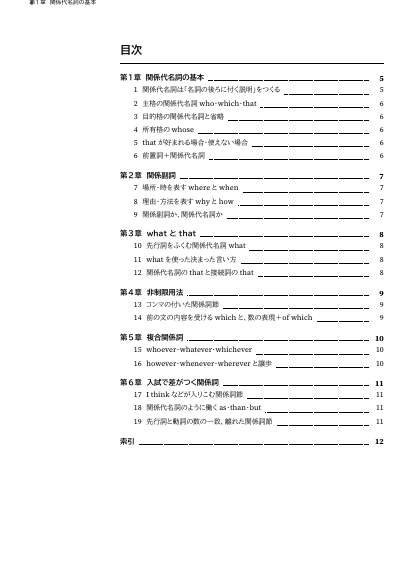 第1章 関係代名詞の基本
目次
第1章 関係代名詞の基本 5
1 関係代名詞は「名詞の後ろに付く説明」をつくる 5
2 主格の関係代名詞 who・which・that 6
3 目的格の関係代名詞と省略 6
4 所有格の whose 6
5 that が好まれる場合・使えない場合 6
6 前置詞+関係代名詞 6
第2章 関係副詞 7
7 場所・時を表す where と when 7
8 理由・方法を表す why と how 7
9 関係副詞か、関係代名詞か 7
第3章 what と that 8
10 先行詞をふくむ関係代名詞 what 8
11 what を使った決まった言い方 8
12 関係代名詞の that と接続詞の that 8
第4章 非制限用法 9
13 コンマの付いた関係詞節 9
14 前の文の内容を受ける which と、数の表現+of which 9
第5章 複合関係詞 10
15 whoever・whatever・whichever 10
16 however・whenever・wherever と譲歩 10
第6章 入試で差がつく関係詞 11
17 I think などが入りこむ関係詞節 11
18 関係代名詞のように働く as・than・but 11
19 先行詞と動詞の数の一致、離れた関係詞節 11
索引 12